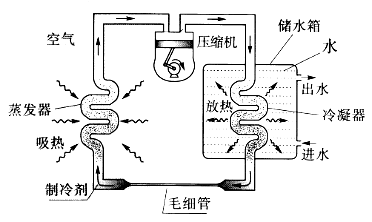 空气
压缩机
储水箱
水
出水
蒸发器
放热
冷凝器
吸热
进水
制冷剂
毛细管